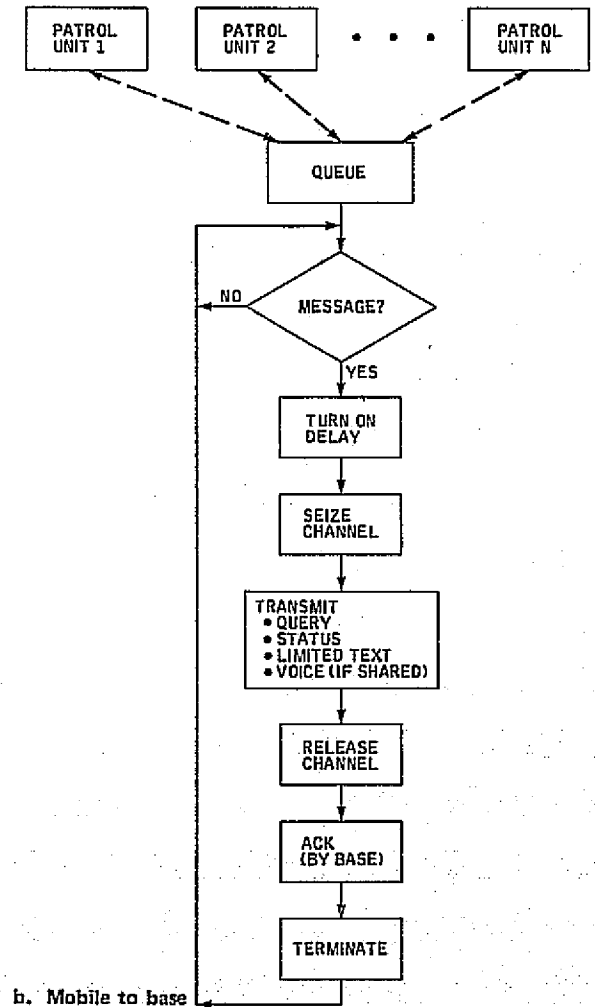 PATROL
UNIT 1
PATROL
UNIT 2
• • •
PATROL
UNIT N
QUEUE
MESSAGE?
NO
YES
TURN ON
DELAY
SEIZE
CHANNEL
TRANSMIT
• QUERY
• STATUS
• LIMITED TEXT
• VOICE (IF SHARED)
RELEASE
CHANNEL
ACK
(BY BASE)
TERMINATE
b. Mobile to base